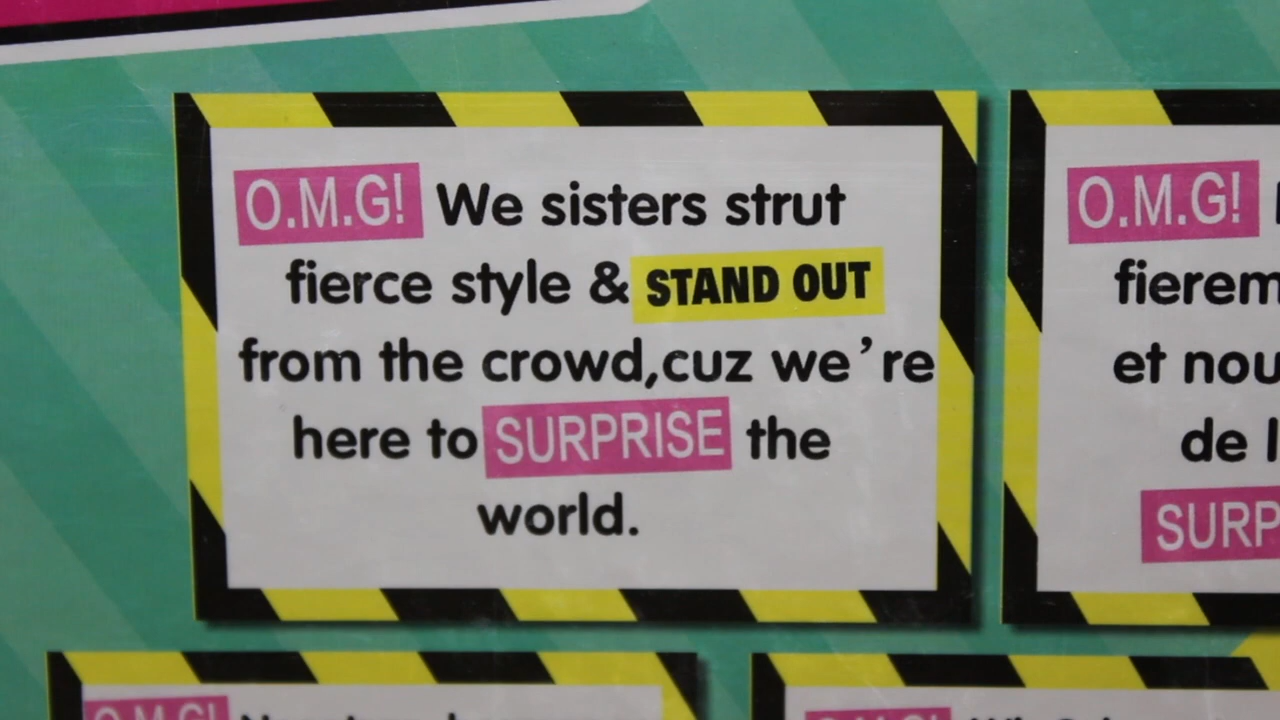 O.M.G! We sisters strut
fierce style & STAND OUT
from the crowd,cuz we’re
here to SURPRISE the
world.
O.M.G!
fierem
et nou
de l
SURP
O.M.G!
O.M.G!